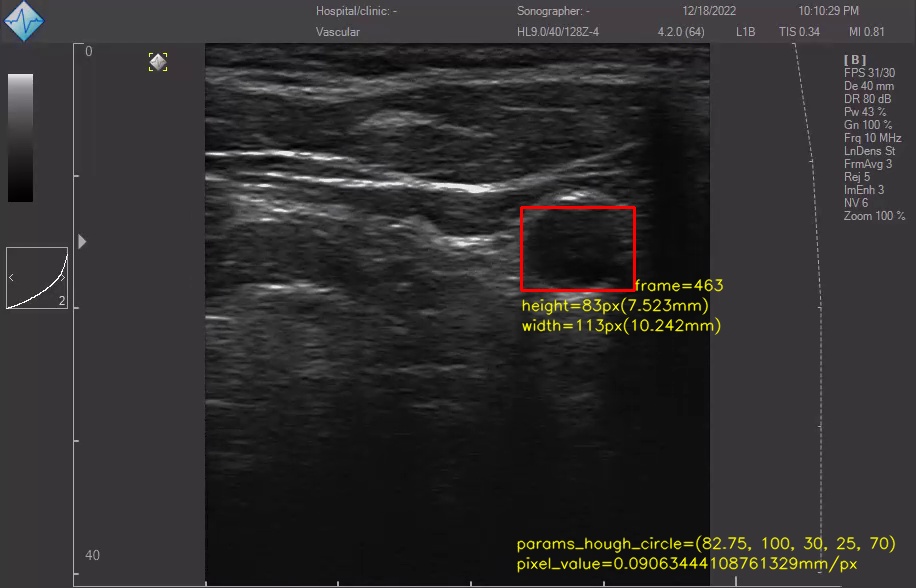 Hospital/clinic: - Sonographer: - 12/18/2022 10:10:29 PM
Vascular HL9.0/40/128Z-4 4.2.0 (64) L1B TIS 0.34 MI 0.81
0
[ B ]
FPS 31/30
De 40 mm
DR 80 dB
Pw 43 %
Gn 100 %
Frq 10 MHz
LnDens St
FrmAvg 3
Rej 5
ImEnh 3
NV 6
Zoom 100 %
2
frame=463
height=83px(7.523mm)
width=113px(10.242mm)
40
params_hough_circle=(82.75, 100, 30, 25, 70)
pixel_value=0.09063444108761329mm/px